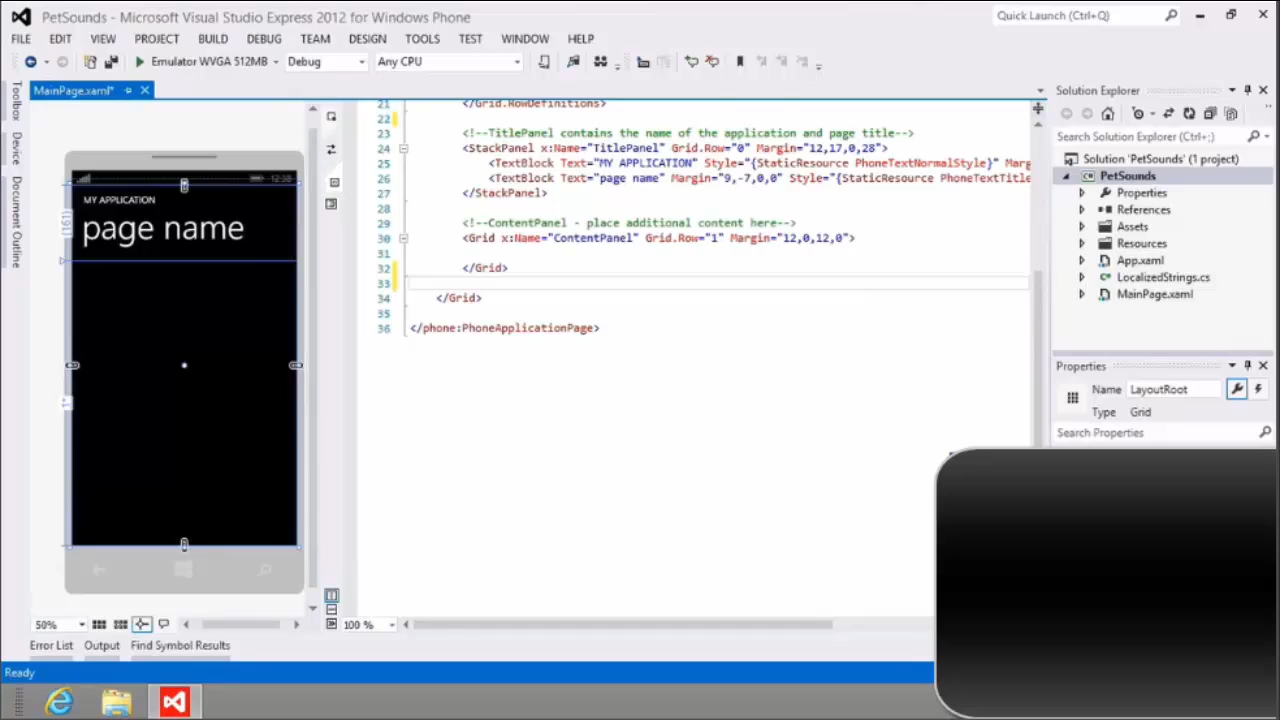 PetSounds - Microsoft Visual Studio Express 2012 for Windows Phone
Quick Launch (Ctrl+Q)
FILE EDIT VIEW PROJECT BUILD DEBUG TEAM DESIGN TOOLS TEST WINDOW HELP
Emulator WVGA 512MB Debug Any CPU
Toolbox
Device
Document Outline
MainPage.xaml*
12:38
MY APPLICATION
page name
(161)
1*
21 </Grid.RowDefinitions>
22
23 <!--TitlePanel contains the name of the application and page title-->
24 <StackPanel x:Name="TitlePanel" Grid.Row="0" Margin="12,17,0,28">
25 <TextBlock Text="MY APPLICATION" Style="{StaticResource PhoneTextNormalStyle}" Marg
26 <TextBlock Text="page name" Margin="9,-7,0,0" Style="{StaticResource PhoneTextTitle
27 </StackPanel>
28
29 <!--ContentPanel - place additional content here-->
30 <Grid x:Name="ContentPanel" Grid.Row="1" Margin="12,0,12,0">
31
32 </Grid>
33
34 </Grid>
35
36 </phone:PhoneApplicationPage>
50%
100 %
Error List Output Find Symbol Results
Ready
Solution Explorer
Search Solution Explorer (Ctrl+;)
Solution 'PetSounds' (1 project)
PetSounds
Properties
References
Assets
Resources
App.xaml
LocalizedStrings.cs
MainPage.xaml
Properties
Name LayoutRoot
Type Grid
Search Properties